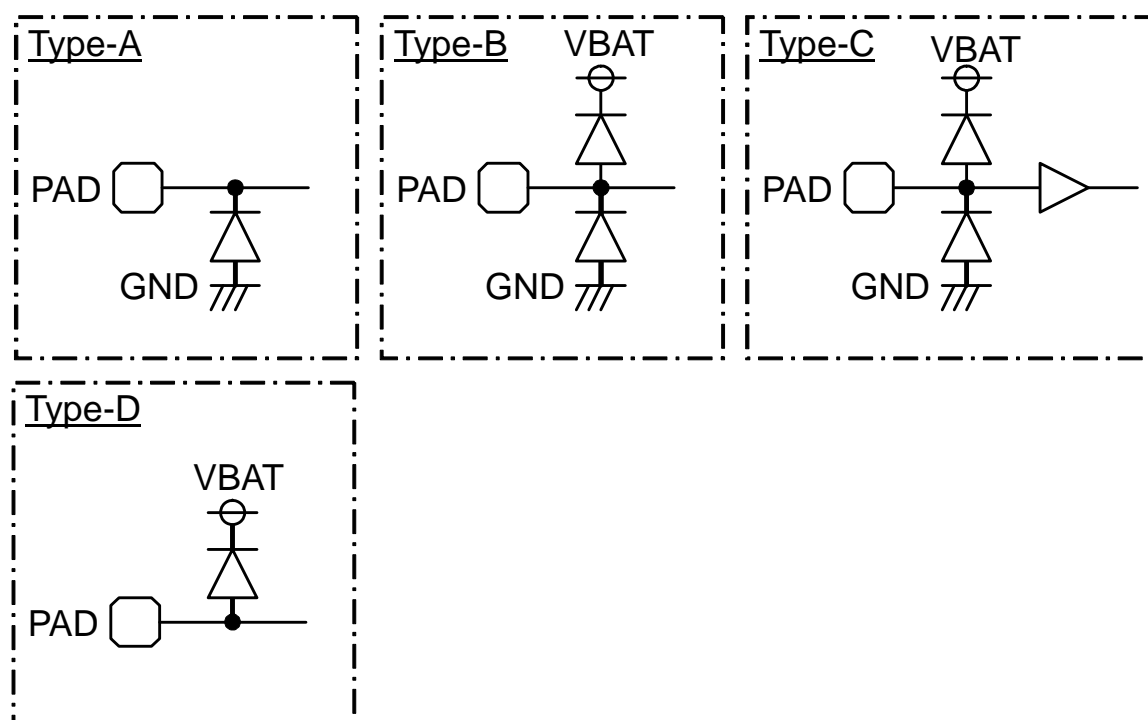 Type-A
PAD
GND
Type-B
VBAT
PAD
GND
Type-C
VBAT
PAD
GND
Type-D
VBAT
PAD